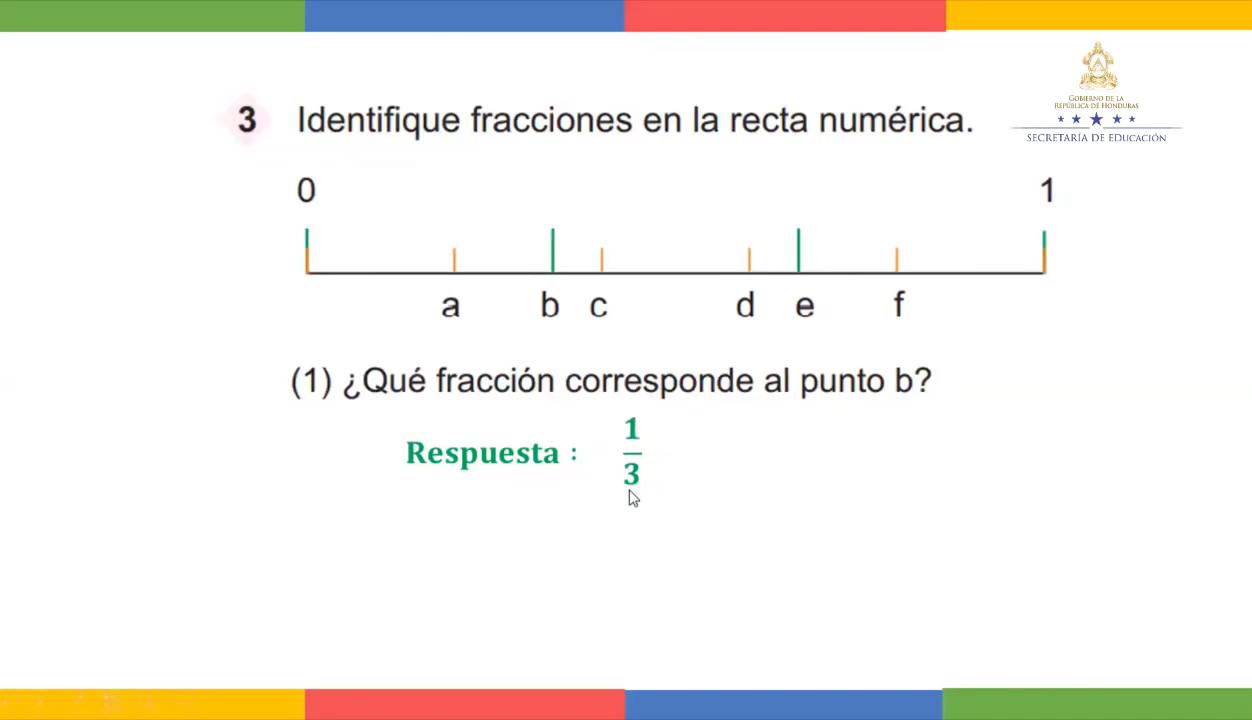 GOBIERNO DE LA
REPÚBLICA DE HONDURAS
SECRETARÍA DE EDUCACIÓN
3 Identifique fracciones en la recta numérica.
0 1
a b c d e f
(1) ¿Qué fracción corresponde al punto b?
Respuesta : 1/3